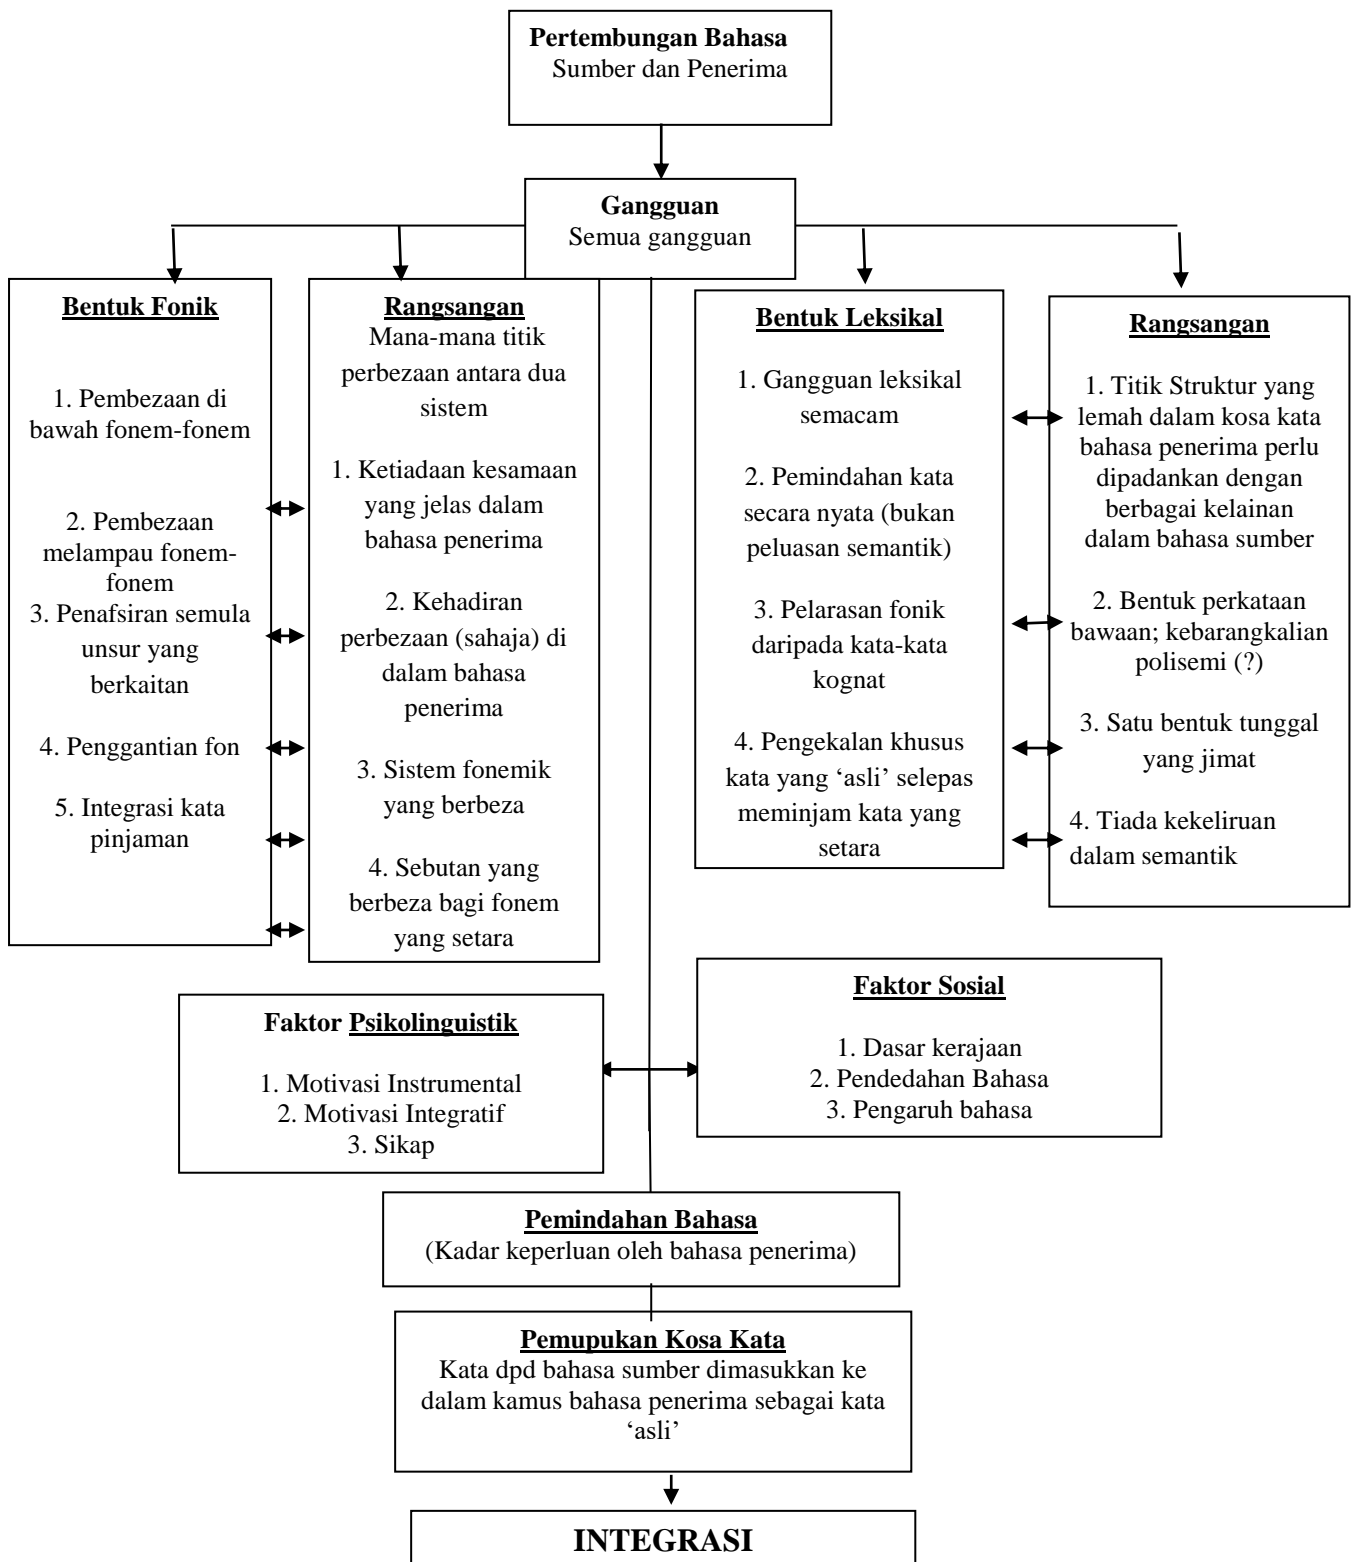 Pertembungan Bahasa
Sumber dan Penerima
Gangguan
Semua gangguan
Bentuk Fonik
1. Pembezaan di
bawah fonem-fonem
2. Pembezaan
melampau fonem-
fonem
3. Penafsiran semula
unsur yang
berkaitan
4. Penggantian fon
5. Integrasi kata
pinjaman
Rangsangan
Mana-mana titik
perbezaan antara dua
sistem
1. Ketiadaan kesamaan
yang jelas dalam
bahasa penerima
2. Kehadiran
perbezaan (sahaja) di
dalam bahasa
penerima
3. Sistem fonemik
yang berbeza
4. Sebutan yang
berbeza bagi fonem
yang setara
Bentuk Leksikal
1. Gangguan leksikal
semacam
2. Pemindahan kata
secara nyata (bukan
peluasan semantik)
3. Pelarasan fonik
daripada kata-kata
kognat
4. Pengekalan khusus
kata yang ‘asli’ selepas
meminjam kata yang
setara
Rangsangan
1. Titik Struktur yang
lemah dalam kosa kata
bahasa penerima perlu
dipadankan dengan
berbagai kelainan
dalam bahasa sumber
2. Bentuk perkataan
bawaan; kebarangkalian
polisemi (?)
3. Satu bentuk tunggal
yang jimat
4. Tiada kekeliruan
dalam semantik
Faktor Psikolinguistik
1. Motivasi Instrumental
2. Motivasi Integratif
3. Sikap
Faktor Sosial
1. Dasar kerajaan
2. Pendedahan Bahasa
3. Pengaruh bahasa
Pemindahan Bahasa
(Kadar keperluan oleh bahasa penerima)
Pemupukan Kosa Kata
Kata dpd bahasa sumber dimasukkan ke
dalam kamus bahasa penerima sebagai kata
‘asli’
INTEGRASI